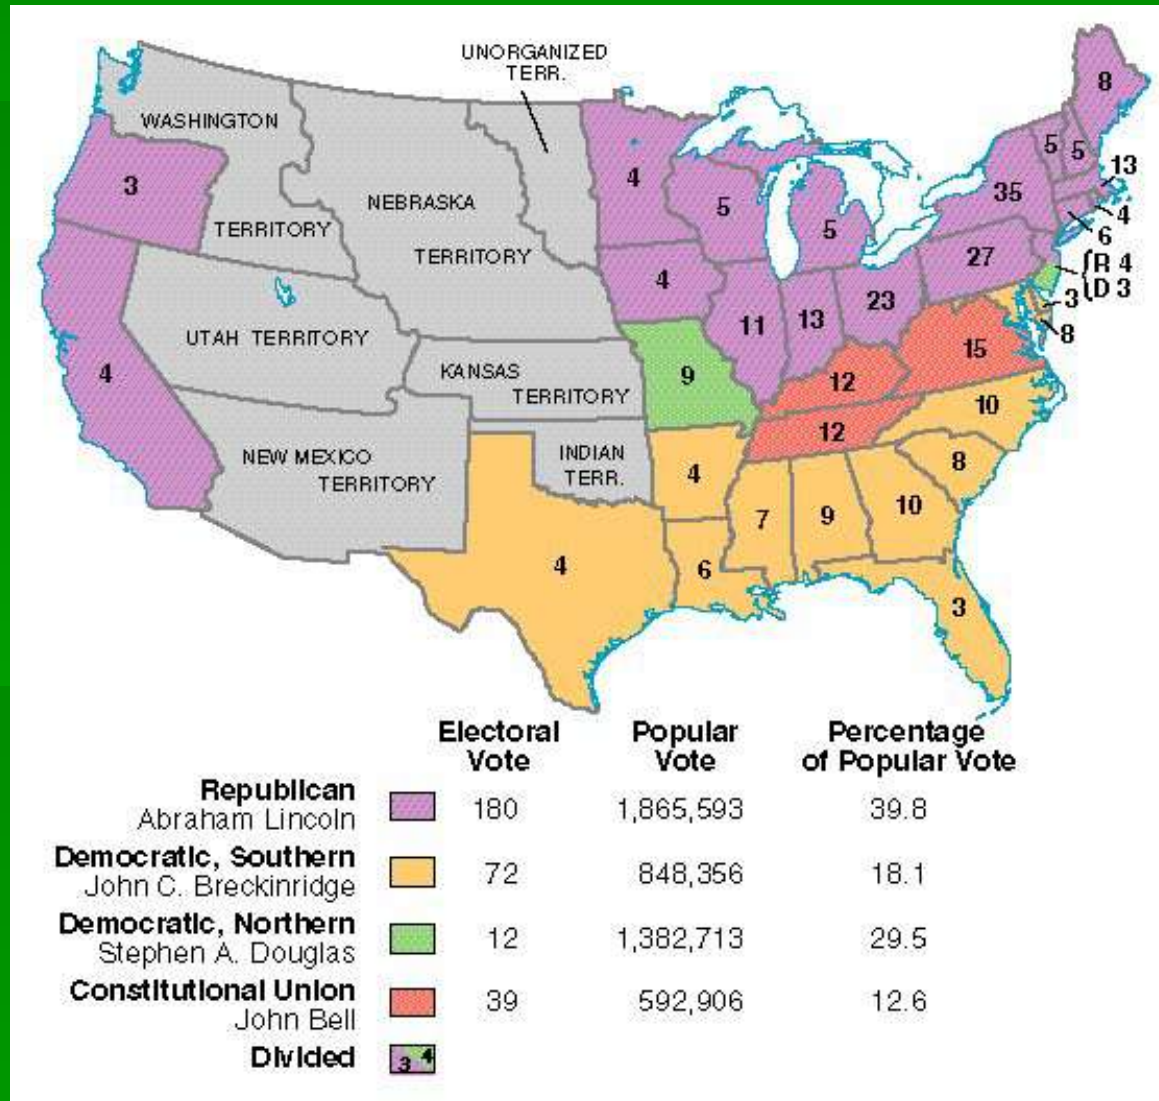 UNORGANIZED
TERR.
8
WASHINGTON
5
5
13
3
4
35
NEBRASKA
5
4
TERRITORY
5
6
TERRITORY
27
R 4
D 3
4
23
3
11
13
8
UTAH TERRITORY
15
4
KANSAS
9
12
TERRITORY
10
12
NEW MEXICO
INDIAN
8
TERRITORY
TERR.
4
10
7
9
4
6
3
Electoral
Vote
Popular
Vote
Percentage
of Popular Vote
Republican
Abraham Lincoln
180
1,865,593
39.8
Democratic, Southern
John C. Breckinridge
72
848,356
18.1
Democratic, Northern
Stephen A. Douglas
12
1,382,713
29.5
Constitutional Union
John Bell
39
592,906
12.6
Divided
3
4